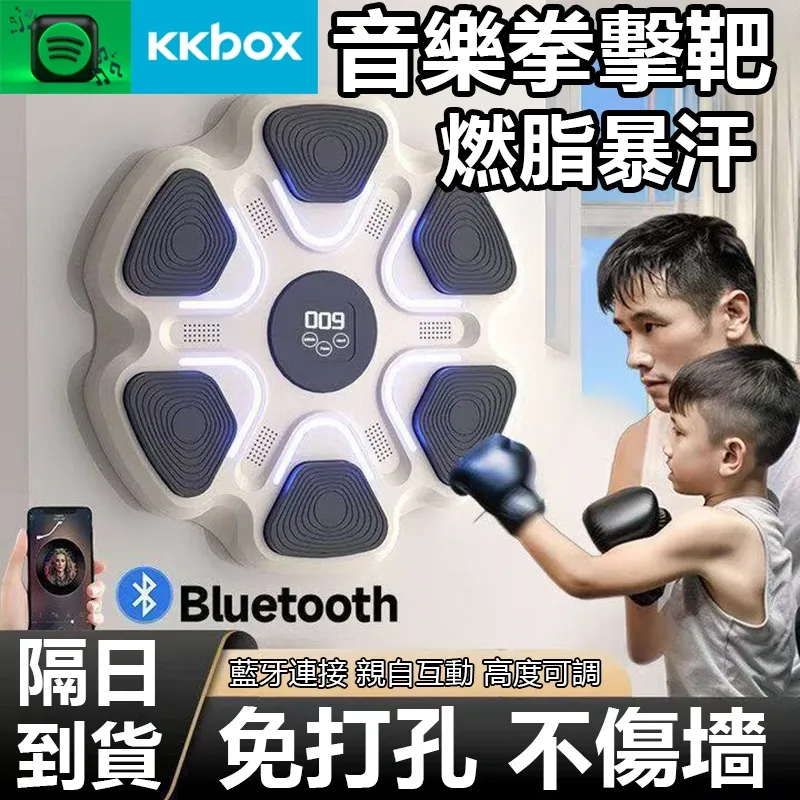 KKBOX
音樂拳擊靶
燃脂暴汗
009
Bluetooth
藍牙連接 親自互動 高度可調
隔日
到貨
免打孔 不傷牆